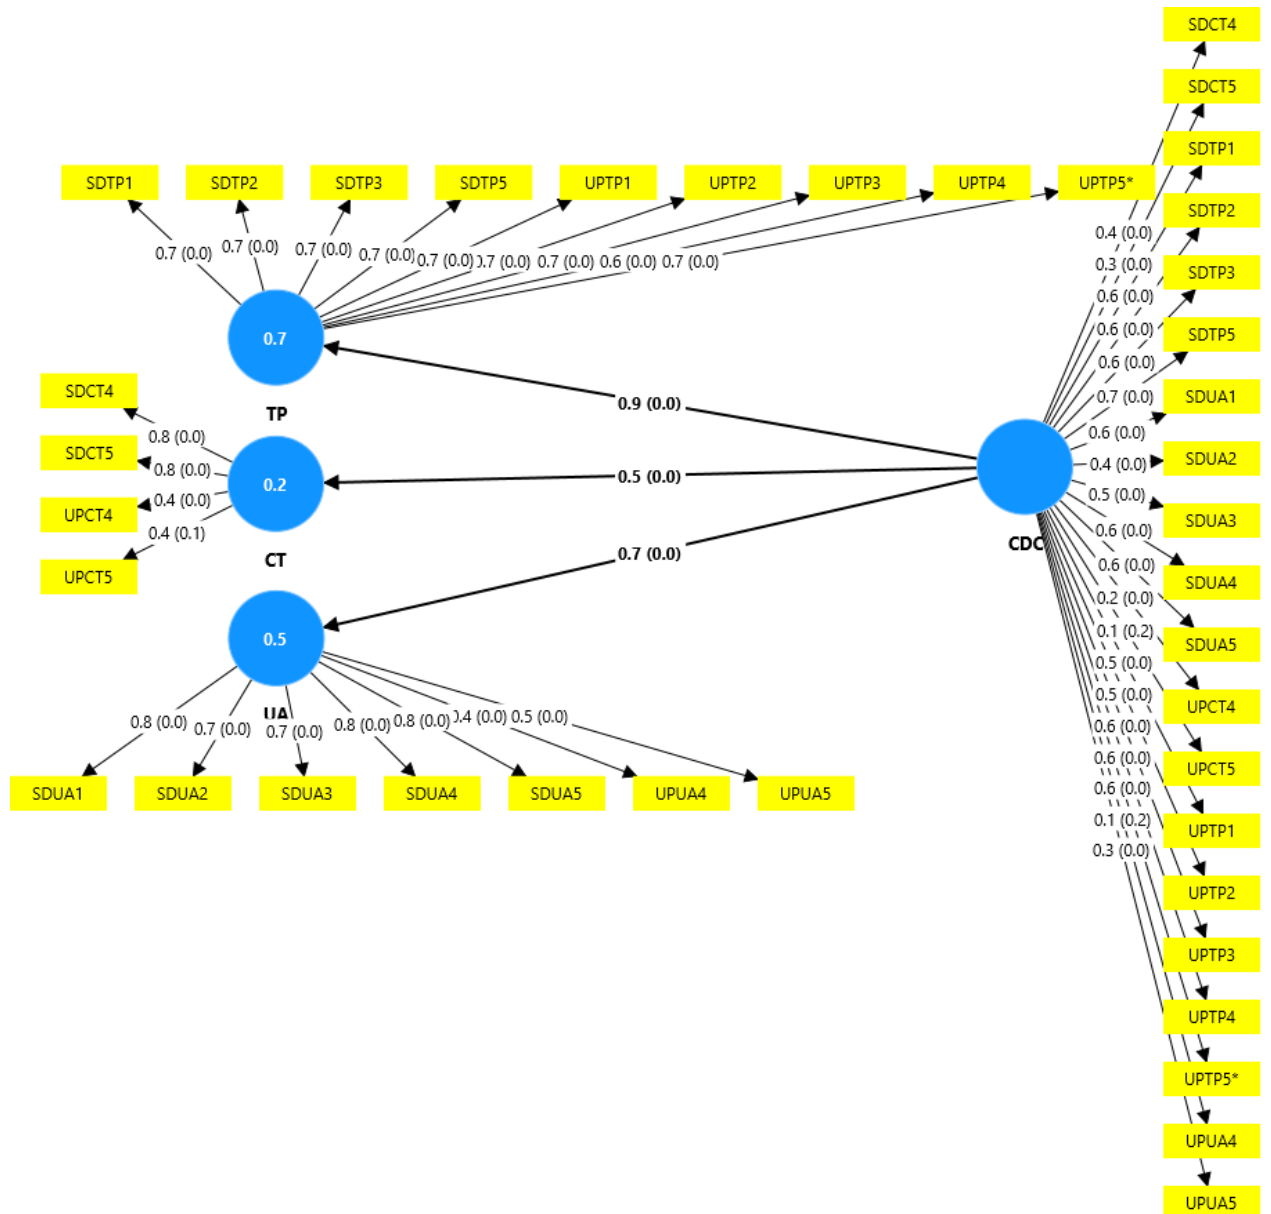 SDCT4
SDCT5
SDTP1
SDTP1 SDTP2 SDTP3 SDTP5 UPTP1 UPTP2 UPTP3 UPTP4 UPTP5*
SDTP2
0.4 (0.0)
0.7 (0.0) 0.7 (0.0) 0.7 (0.0) 0.7 (0.0) 0.7 (0.0) 0.7 (0.0) 0.7 (0.0) 0.6 (0.0) 0.7 (0.0)
0.3 (0.0)
SDTP3
0.6 (0.0)
0.6 (0.0)
SDTP5
0.7
0.6 (0.0)
TP
SDCT4
0.9 (0.0)
0.7 (0.0)
SDUA1
0.8 (0.0)
0.6 (0.0)
SDCT5
0.8 (0.0)
0.5 (0.0)
0.4 (0.0)
SDUA2
0.2
UPCT4
0.4 (0.0)
0.5 (0.0)
SDUA3
0.4 (0.1)
0.6 (0.0)
CDC
UPCT5
CT
0.7 (0.0)
0.6 (0.0)
SDUA4
0.2 (0.0)
0.5
0.1 (0.2)
SDUA5
0.5 (0.0)
0.5 (0.0)
UPCT4
UA
0.8 (0.0) 0.7 (0.0) 0.7 (0.0) 0.8 (0.0) 0.8 (0.0) 0.4 (0.0) 0.5 (0.0)
0.6 (0.0)
0.6 (0.0)
UPCT5
SDUA1 SDUA2 SDUA3 SDUA4 SDUA5 UPUA4 UPUA5
0.6 (0.0)
0.1 (0.2)
UPTP1
0.3 (0.0)
UPTP2
UPTP3
UPTP4
UPTP5*
UPUA4
UPUA5